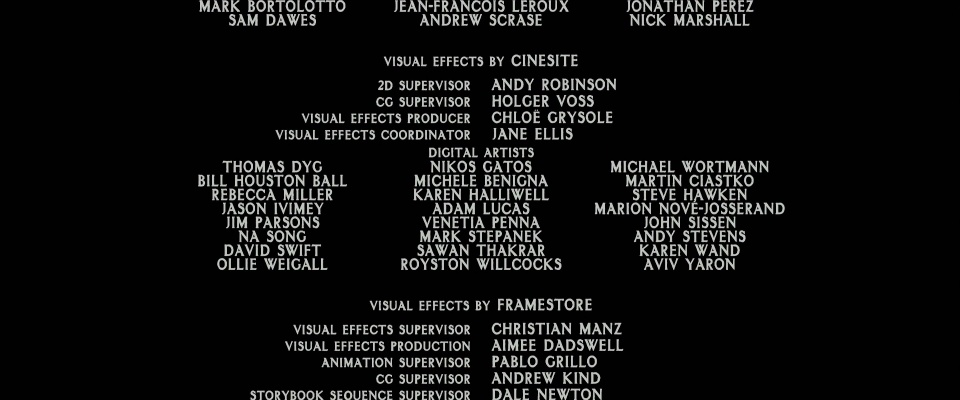 MARK BORTOLOTTO JEAN-FRANCOIS LEROUX JONATHAN PEREZ
SAM DAWES ANDREW SCRASE NICK MARSHALL
VISUAL EFFECTS BY CINESITE
2D SUPERVISOR ANDY ROBINSON
CG SUPERVISOR HOLGER VOSS
VISUAL EFFECTS PRODUCER CHLOË GRYSOLE
VISUAL EFFECTS COORDINATOR JANE ELLIS
DIGITAL ARTISTS
THOMAS DYG NIKOS GATOS MICHAEL WORTMANN
BILL HOUSTON BALL MICHELE BENIGNA MARTIN CIASTKO
REBECCA MILLER KAREN HALLIWELL STEVE HAWKEN
JASON IVIMEY ADAM LUCAS MARION NOVÉ-JOSSERAND
JIM PARSONS VENETIA PENNA JOHN SISSEN
NA SONG MARK STEPANEK ANDY STEVENS
DAVID SWIFT SAWAN THAKRAR KAREN WAND
OLLIE WEIGALL ROYSTON WILLCOCKS AVIV YARON
VISUAL EFFECTS BY FRAMESTORE
VISUAL EFFECTS SUPERVISOR CHRISTIAN MANZ
VISUAL EFFECTS PRODUCTION AIMEE DADSWELL
ANIMATION SUPERVISOR PABLO GRILLO
CG SUPERVISOR ANDREW KIND
STORYBOOK SEQUENCE SUPERVISOR DALE NEWTON